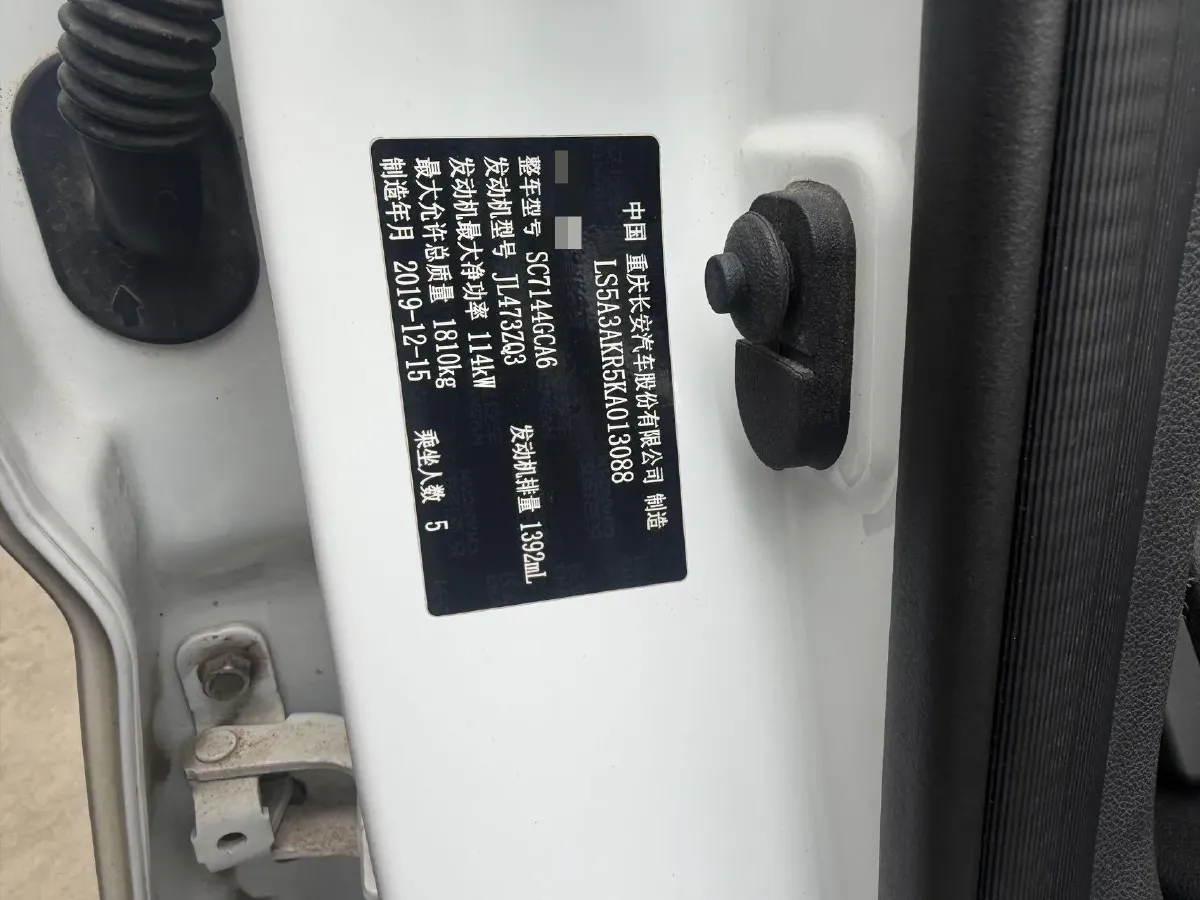 中国 重庆长安汽车股份有限公司 制造
LS5A3AKR5KA013088
整车型号 SC7144GCA6
发动机型号 JL473ZQ3 发动机排量 1392mL
发动机最大净功率 114kW
最大允许总质量 1810kg
制造年月 2019-12-15 乘坐人数 5